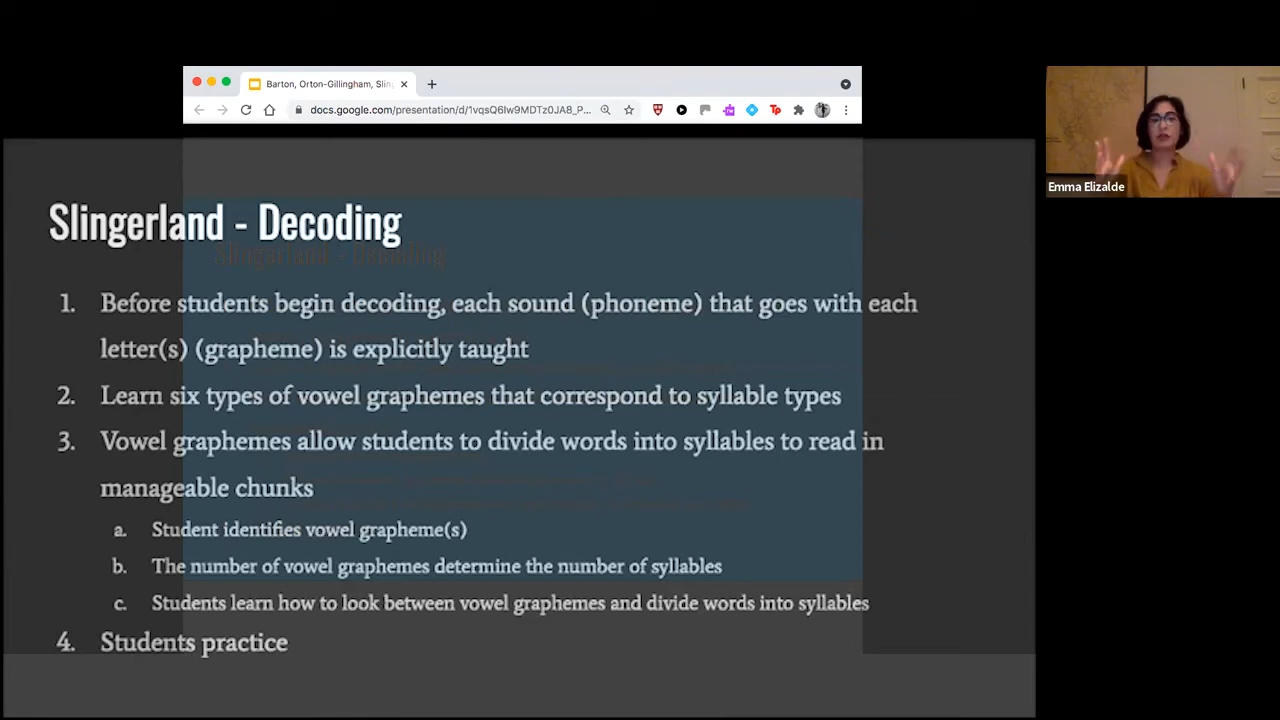 Barton, Orton-Gillingham, Slin
docs.google.com/presentation/d/1vqsQ6Iw9MDTz0JA8_P...
Emma Elizalde
Slingerland - Decoding
Slingerland - Decoding
1. Before students begin decoding, each sound (phoneme) that goes with each
letter(s) (grapheme) is explicitly taught
2. Learn six types of vowel graphemes that correspond to syllable types
3. Vowel graphemes allow students to divide words into syllables to read in
manageable chunks
a. Student identifies vowel grapheme(s)
b. The number of vowel graphemes determine the number of syllables
c. Students learn how to look between vowel graphemes and divide words into syllables
4. Students practice